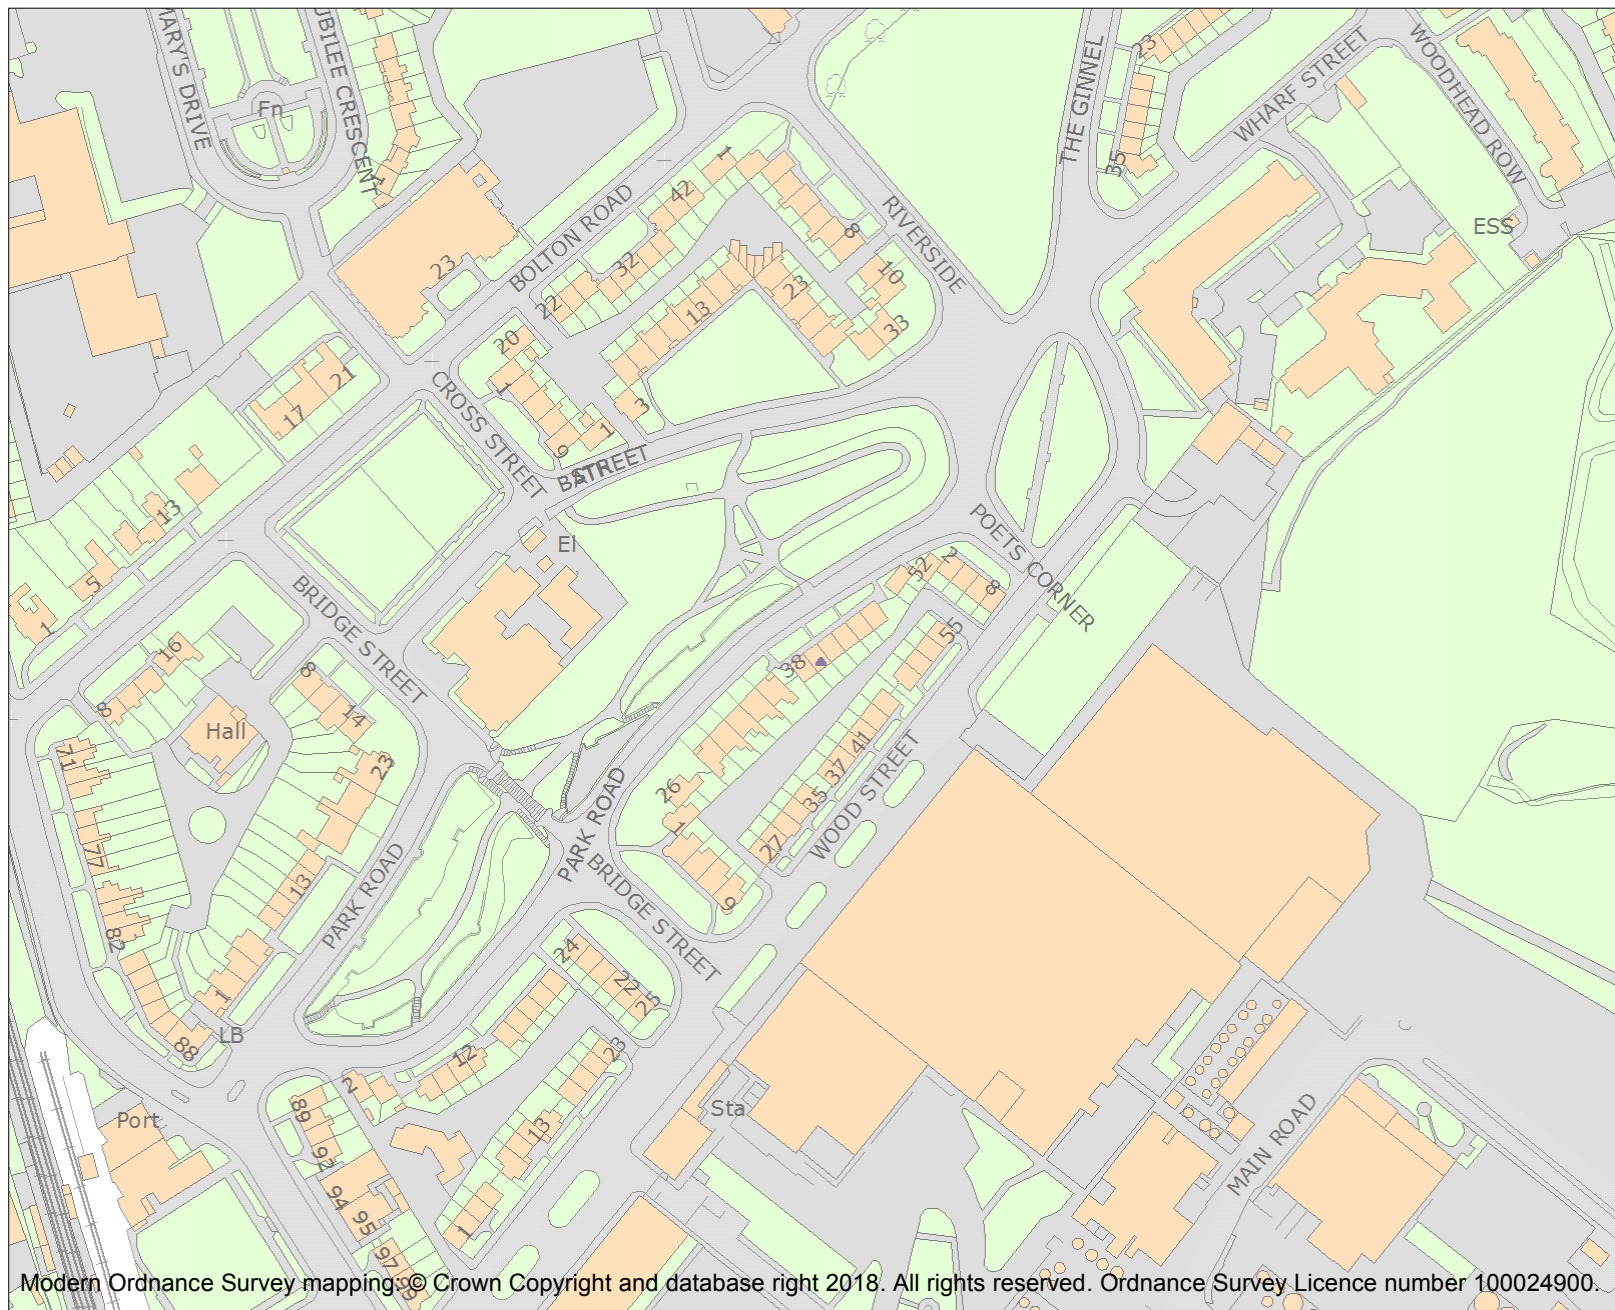 MARY'S DRIVE
JUBILEE CRESCENT
Fn
1
23
THE GINNEL
35
WHARF STREET
WOODHEAD ROW
ESS
BOLTON ROAD
23
1
42
32
22
20
8
10
33
23
13
RIVERSIDE
21
17
CROSS STREET
1
9
1
3
STREET
13
5
1
El
BRIDGE STREET
POETS CORNER
52
2
8
55
38
16
8
Hall
8
14
23
71
77
82
88
13
1
LB
PARK ROAD
PARK ROAD
26
1
9
27
35
37
41
WOOD STREET
BRIDGE STREET
24
22
25
12
2
23
13
1
89
92
94
95
97
99
Port
Sta
MAIN ROAD
Modern Ordnance Survey mapping: © Crown Copyright and database right 2018. All rights reserved. Ordnance Survey Licence number 100024900.